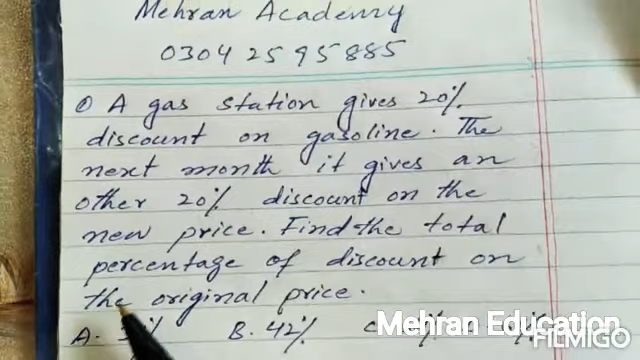 Mehran Academy
0304 2595885
A gas station gives 20%
discount on gasoline. The
next month it gives an
other 20% discount on the
new price. Find the total
percentage of discount on
the original price.
A. B. 42% C.
Mehran Education
FILMIGO